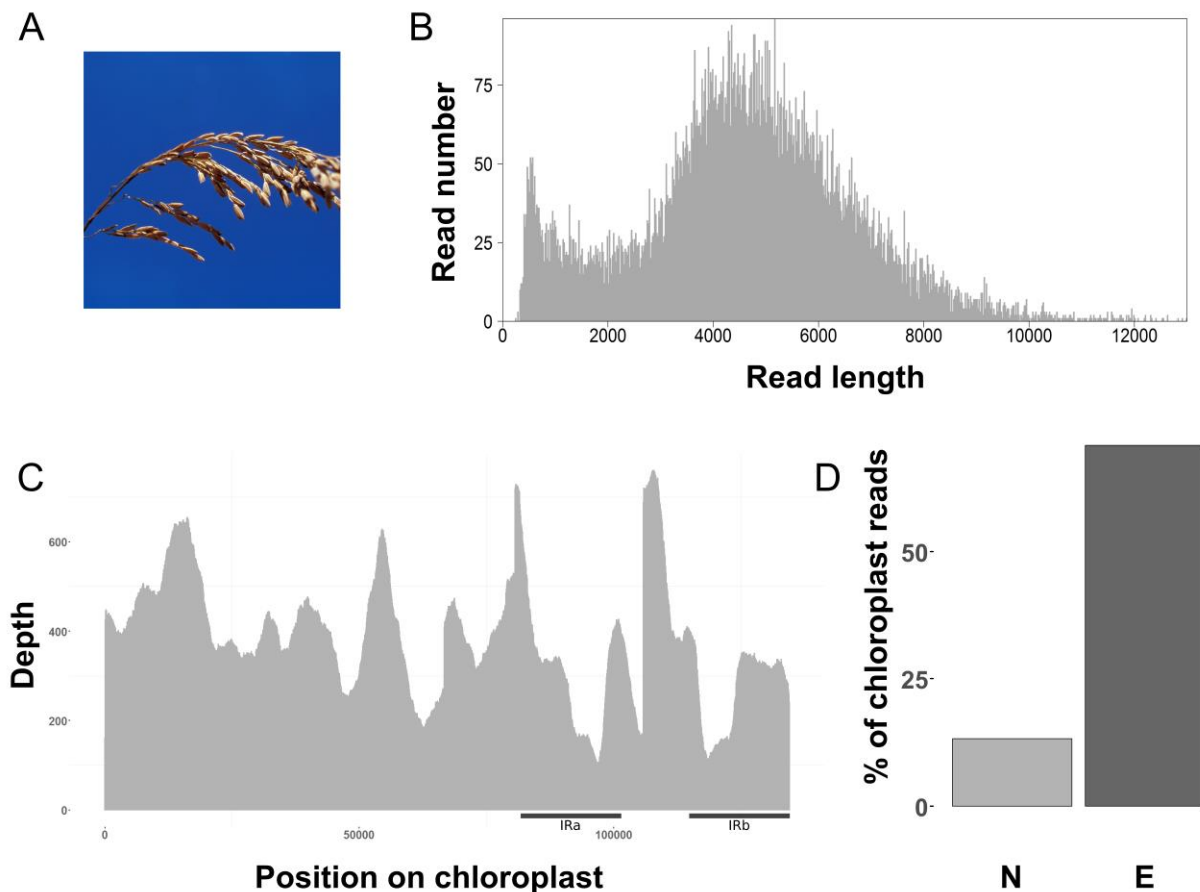 A
B
Read number
75
50
25
0
0 2000 4000 6000 8000 10000 12000
Read length
C
Depth
600
400
200
0
0 50000 100000
IRa IRb
Position on chloroplast
D
% of chloroplast reads
50
25
0
N E